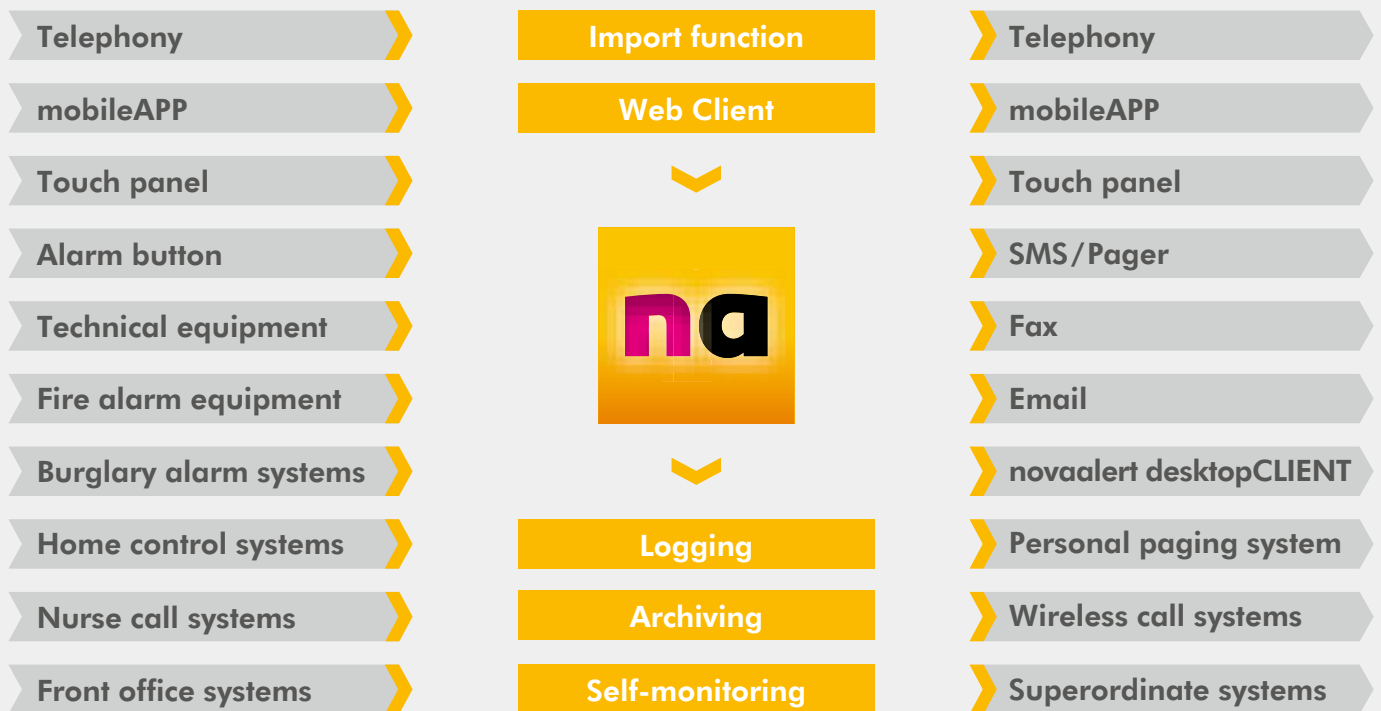 Telephony
mobileAPP
Touch panel
Alarm button
Technical equipment
Fire alarm equipment
Burglary alarm systems
Home control systems
Nurse call systems
Front office systems
Import function
Web Client
na
Logging
Archiving
Self-monitoring
Telephony
mobileAPP
Touch panel
SMS/Pager
Fax
Email
novaalert desktopCLIENT
Personal paging system
Wireless call systems
Superordinate systems